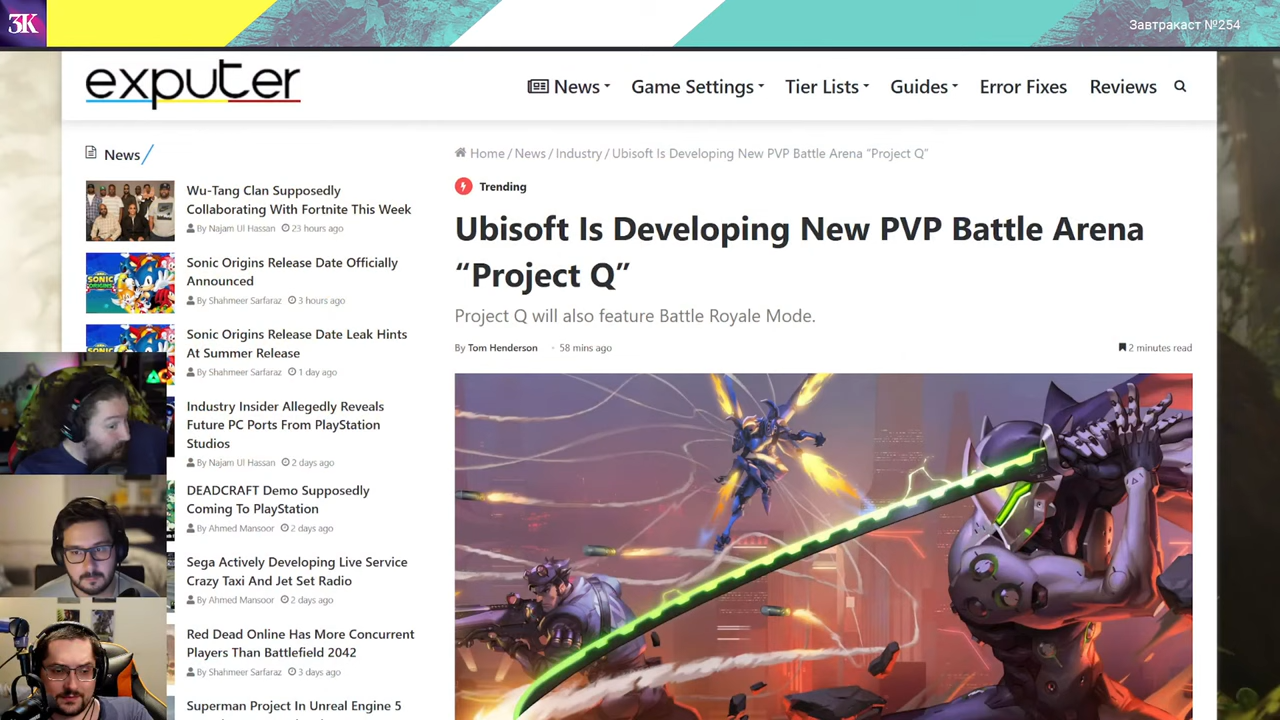 ЗК
Завтракаст №254
exputer
News
Game Settings
Tier Lists
Guides
Error Fixes
Reviews
News
Wu-Tang Clan Supposedly
Collaborating With Fortnite This Week
By Najam Ul Hassan 23 hours ago
Sonic Origins Release Date Officially
Announced
By Shahmeer Sarfaraz 3 hours ago
Sonic Origins Release Date Leak Hints
At Summer Release
By Shahmeer Sarfaraz 1 day ago
Industry Insider Allegedly Reveals
Future PC Ports From PlayStation
Studios
By Najam Ul Hassan 2 days ago
DEADCRAFT Demo Supposedly
Coming To PlayStation
By Ahmed Mansoor 2 days ago
Sega Actively Developing Live Service
Crazy Taxi And Jet Set Radio
By Ahmed Mansoor 2 days ago
Red Dead Online Has More Concurrent
Players Than Battlefield 2042
By Shahmeer Sarfaraz 3 days ago
Superman Project In Unreal Engine 5
Home / News / Industry / Ubisoft Is Developing New PVP Battle Arena “Project Q”
Trending
Ubisoft Is Developing New PVP Battle Arena
“Project Q”
Project Q will also feature Battle Royale Mode.
By Tom Henderson · 58 mins ago
2 minutes read